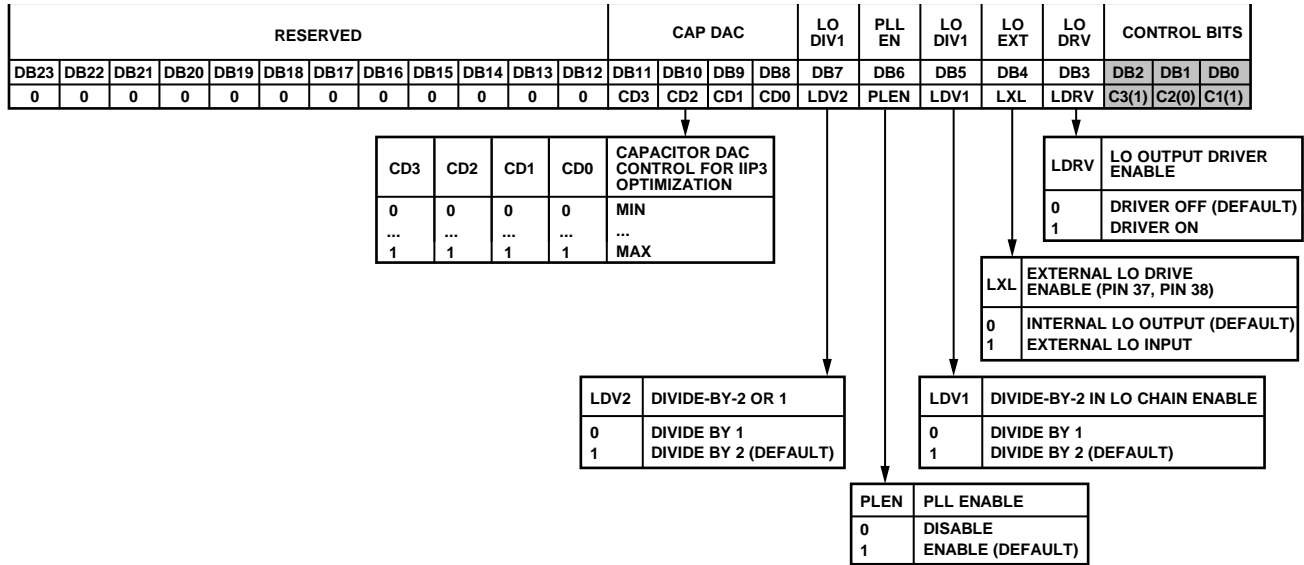 RESERVED CAP DAC LO DIV1 PLL EN LO DIV1 LO EXT LO DRV CONTROL BITS
DB23 DB22 DB21 DB20 DB19 DB18 DB17 DB16 DB15 DB14 DB13 DB12 DB11 DB10 DB9 DB8 DB7 DB6 DB5 DB4 DB3 DB2 DB1 DB0
0 0 0 0 0 0 0 0 0 0 0 0 CD3 CD2 CD1 CD0 LDV2 PLEN LDV1 LXL LDRV C3(1) C2(0) C1(1)
CD3 CD2 CD1 CD0 CAPACITOR DAC
CONTROL FOR IIP3
OPTIMIZATION
0 0 0 0 MIN
... ... ... ... ...
1 1 1 1 MAX
LDRV LO OUTPUT DRIVER
ENABLE
0 DRIVER OFF (DEFAULT)
1 DRIVER ON
LXL EXTERNAL LO DRIVE
ENABLE (PIN 37, PIN 38)
0 INTERNAL LO OUTPUT (DEFAULT)
1 EXTERNAL LO INPUT
LDV2 DIVIDE-BY-2 OR 1
0 DIVIDE BY 1
1 DIVIDE BY 2 (DEFAULT)
LDV1 DIVIDE-BY-2 IN LO CHAIN ENABLE
0 DIVIDE BY 1
1 DIVIDE BY 2 (DEFAULT)
PLEN PLL ENABLE
0 DISABLE
1 ENABLE (DEFAULT)